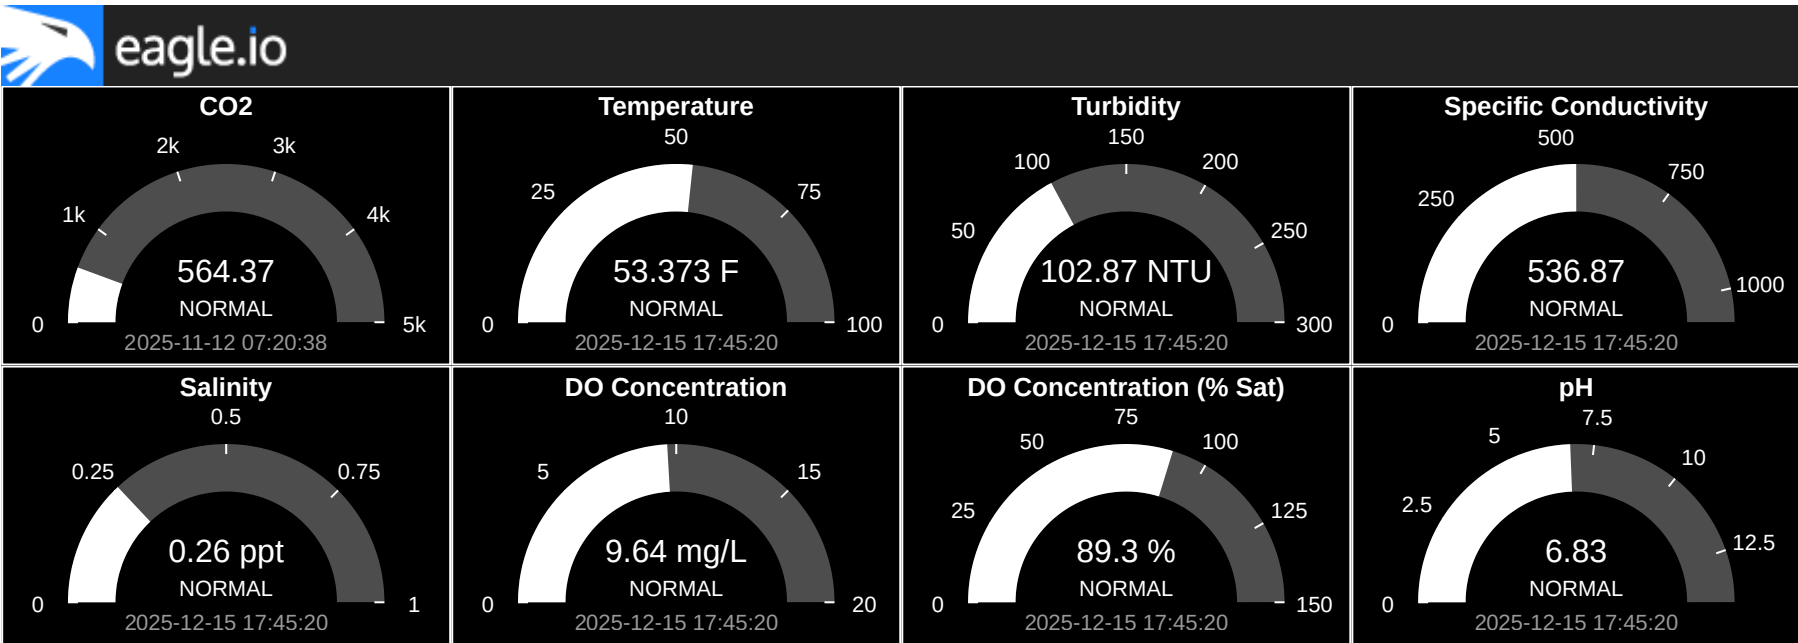 eagle.io
CO2
2k
3k
1k
4k
564.37
NORMAL
0
5k
2025-11-12 07:20:38
Temperature
50
25
75
53.373 F
NORMAL
0
100
2025-12-15 17:45:20
Turbidity
150
100
200
50
250
102.87 NTU
NORMAL
0
300
2025-12-15 17:45:20
Specific Conductivity
500
750
250
536.87
1000
NORMAL
0
2025-12-15 17:45:20
Salinity
0.5
0.25
0.75
0.26 ppt
NORMAL
0
1
2025-12-15 17:45:20
DO Concentration
10
5
15
9.64 mg/L
NORMAL
0
20
2025-12-15 17:45:20
DO Concentration (% Sat)
75
50
100
25
125
89.3 %
NORMAL
0
150
2025-12-15 17:45:20
pH
7.5
5
10
2.5
12.5
6.83
NORMAL
0
2025-12-15 17:45:20